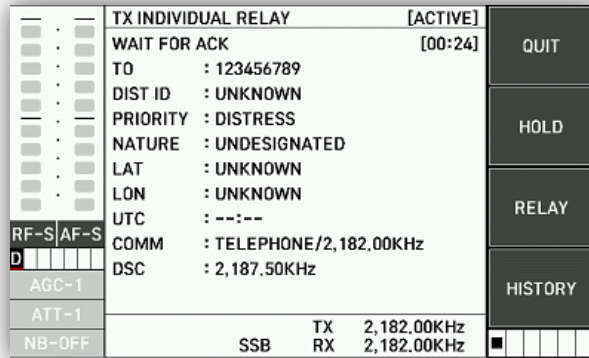 TX INDIVIDUAL RELAY [ACTIVE]
WAIT FOR ACK [00:24]
TO : 123456789
DIST ID : UNKNOWN
PRIORITY : DISTRESS
NATURE : UNDESIGNATED
LAT : UNKNOWN
LON : UNKNOWN
UTC : --:--
COMM : TELEPHONE/2,182.00KHz
DSC : 2,187.50KHz
TX 2,182.00KHz
SSB RX 2,182.00KHz
RF-S AF-S
D
AGC-1
ATT-1
NB-OFF
QUIT
HOLD
RELAY
HISTORY